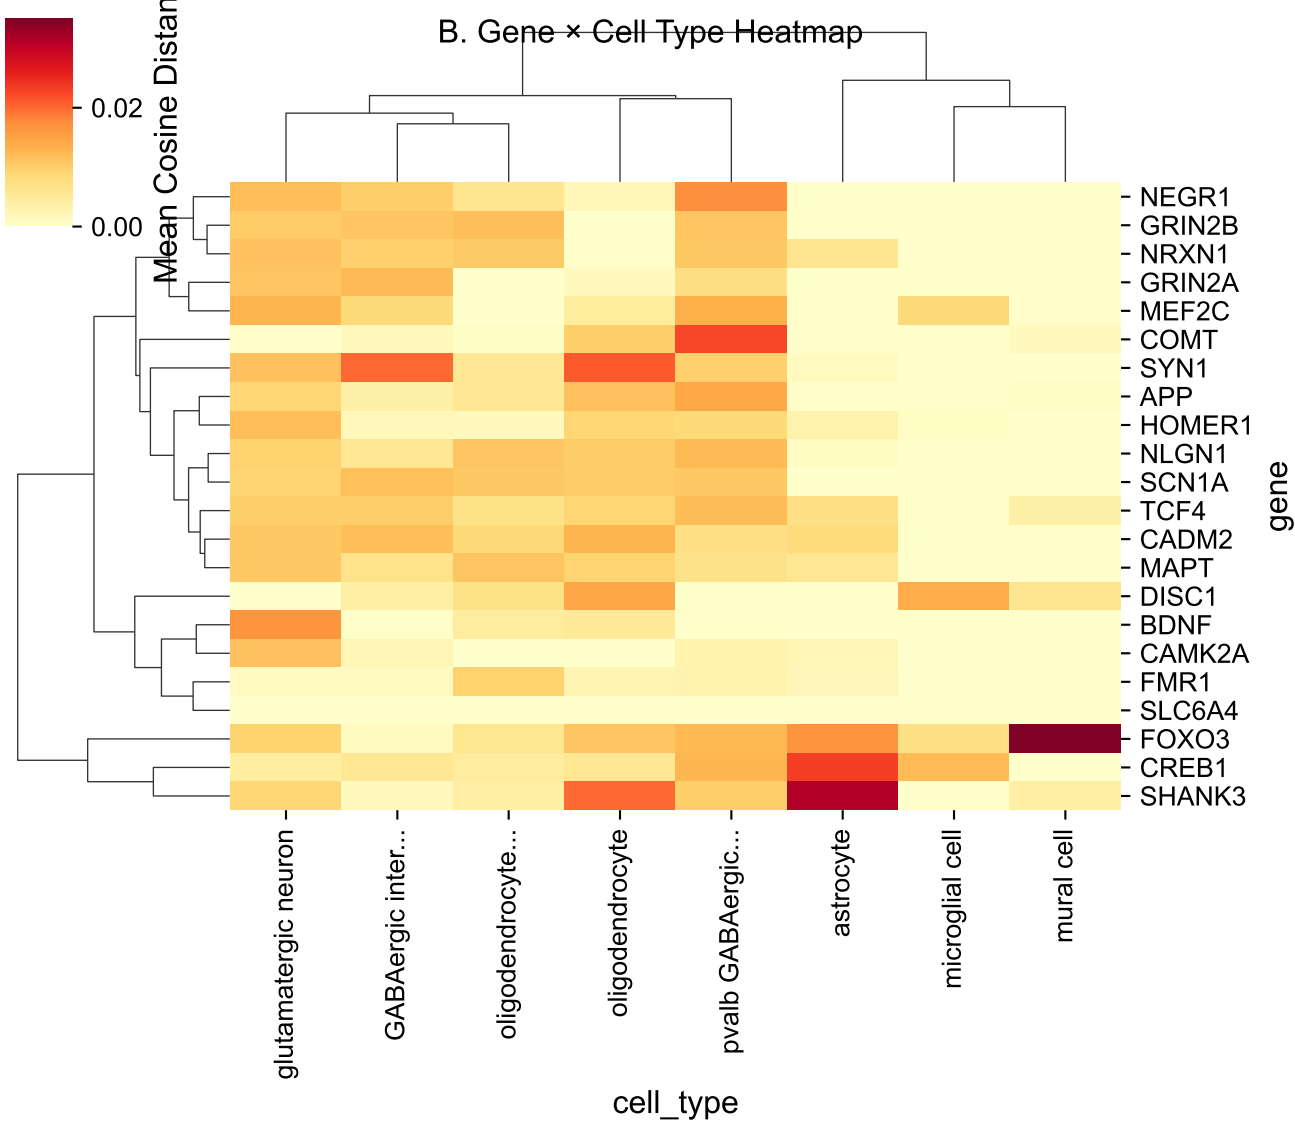 B. Gene × Cell Type Heatmap
Mean Cosine Distan
0.02
0.00
NEGR1
GRIN2B
NRXN1
GRIN2A
MEF2C
COMT
SYN1
APP
HOMER1
NLGN1
SCN1A
TCF4
CADM2
MAPT
DISC1
BDNF
CAMK2A
FMR1
SLC6A4
FOXO3
CREB1
SHANK3
gene
glutamatergic neuron
GABAergic inter...
oligodendrocyte...
oligodendrocyte
pvalb GABAergic...
astrocyte
microglial cell
mural cell
cell_type